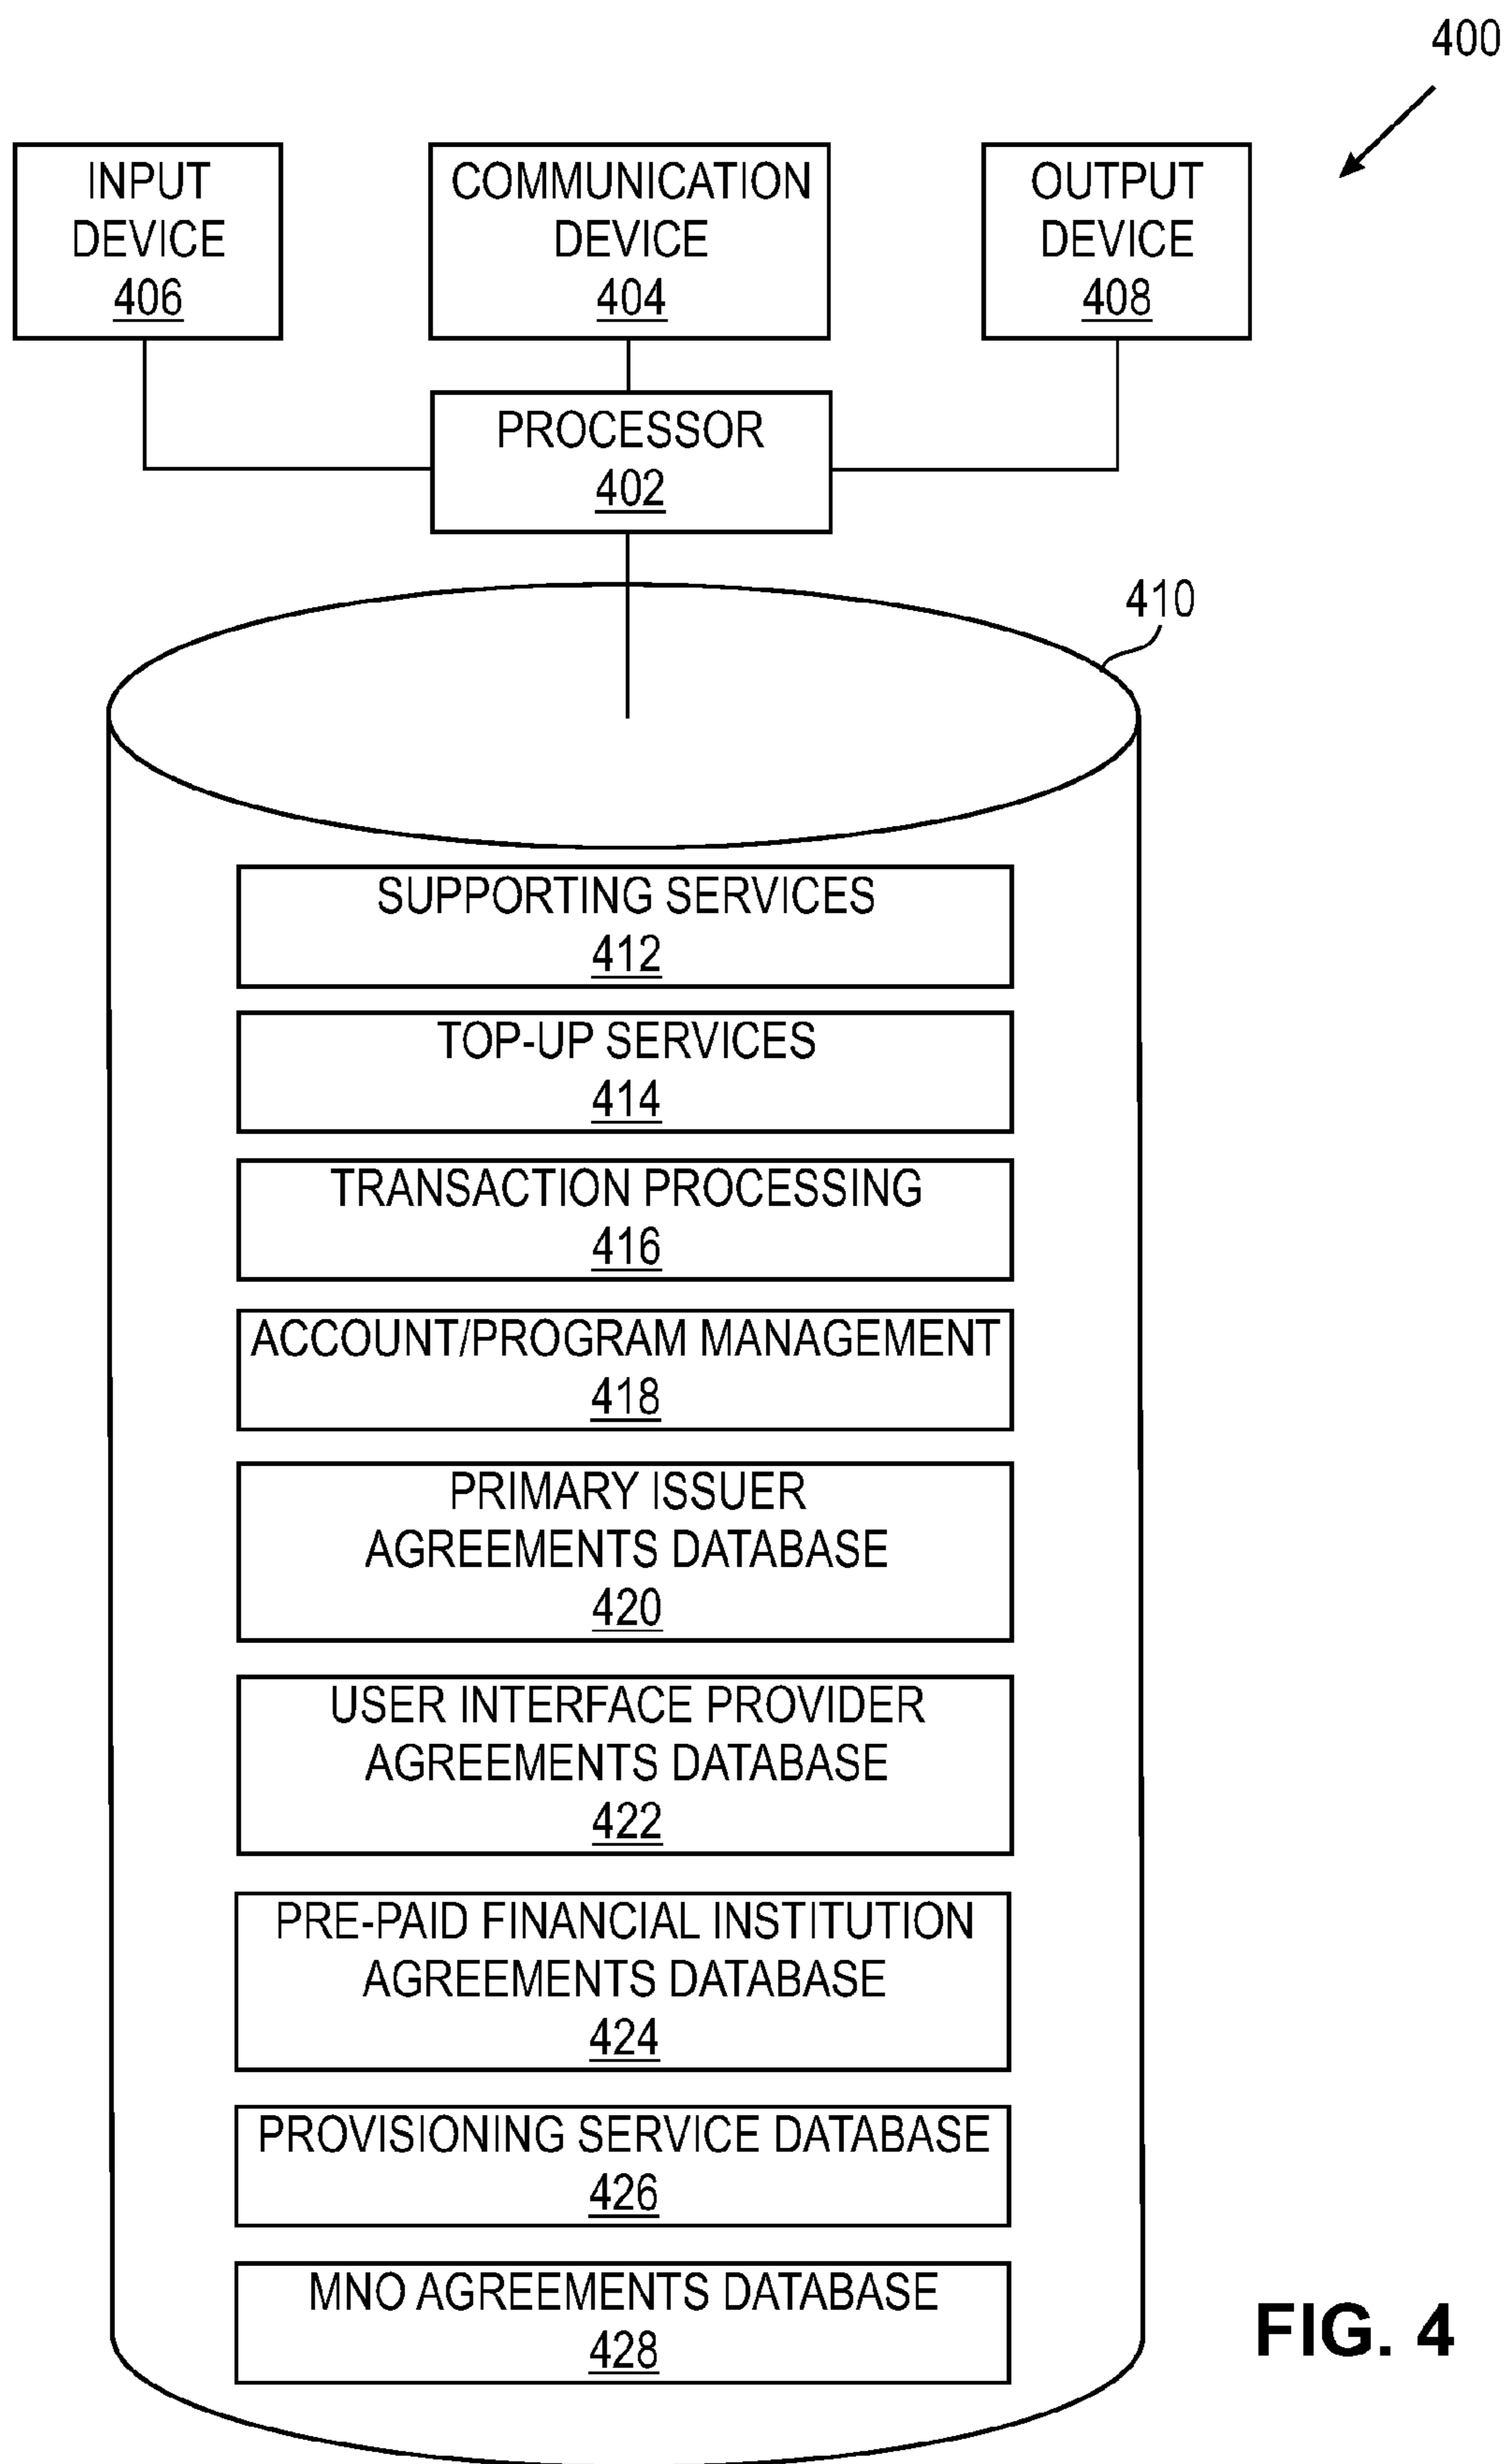 400
INPUT
DEVICE
406
COMMUNICATION
DEVICE
404
OUTPUT
DEVICE
408
PROCESSOR
402
410
SUPPORTING SERVICES
412
TOP-UP SERVICES
414
TRANSACTION PROCESSING
416
ACCOUNT/PROGRAM MANAGEMENT
418
PRIMARY ISSUER
AGREEMENTS DATABASE
420
USER INTERFACE PROVIDER
AGREEMENTS DATABASE
422
PRE-PAID FINANCIAL INSTITUTION
AGREEMENTS DATABASE
424
PROVISIONING SERVICE DATABASE
426
MNO AGREEMENTS DATABASE
428
FIG. 4